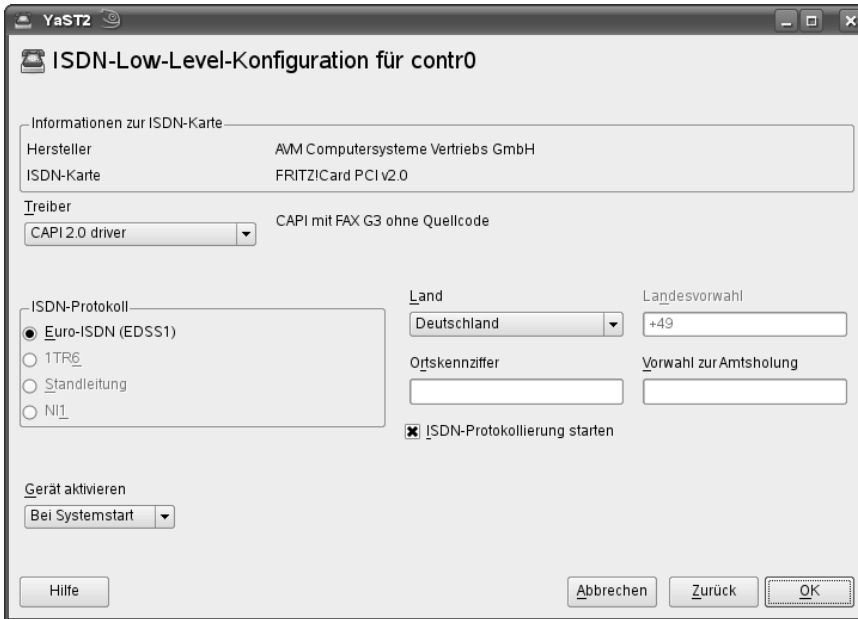 YaST2
ISDN-Low-Level-Konfiguration für contr0
Informationen zur ISDN-Karte
Hersteller AVM Computersysteme Vertriebs GmbH
ISDN-Karte FRITZ!Card PCI v2.0
Treiber
CAPI 2.0 driver CAPI mit FAX G3 ohne Quellcode
ISDN-Protokoll
Euro-ISDN (EDSS1)
1TR6
Standleitung
NI1
Land Landesvorwahl
Deutschland +49
Ortskennziffer Vorwahl zur Amtsholung
ISDN-Protokollierung starten
Gerät aktivieren
Bei Systemstart
Hilfe Abbrechen Zurück OK